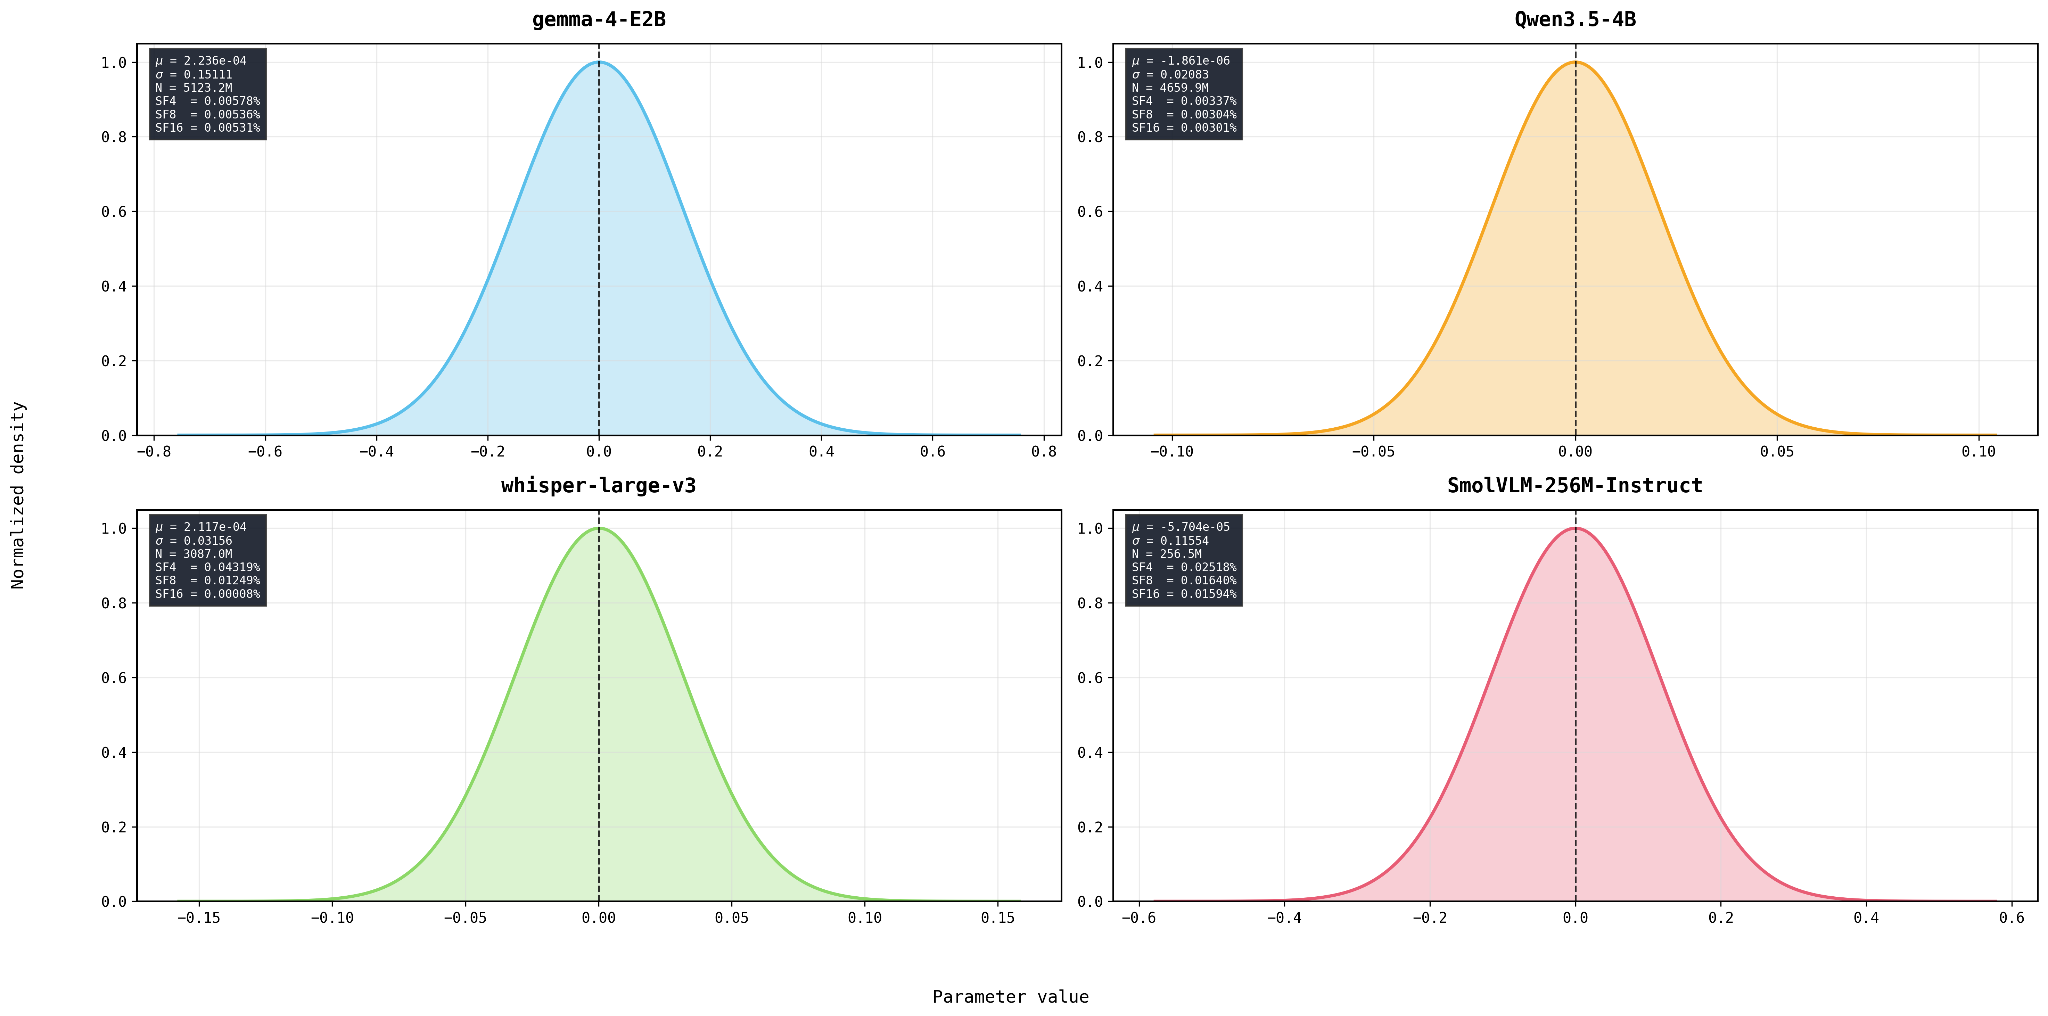 gemma-4-E2B
μ = 2.236e-04
σ = 0.15111
N = 5123.2M
SF4  = 0.00578%
SF8  = 0.00536%
SF16 = 0.00531%
1.0
0.8
0.6
0.4
0.2
0.0
−0.8 −0.6 −0.4 −0.2 0.0 0.2 0.4 0.6 0.8
Qwen3.5-4B
μ = -1.861e-06
σ = 0.02083
N = 4659.9M
SF4  = 0.00337%
SF8  = 0.00304%
SF16 = 0.00301%
1.0
0.8
0.6
0.4
0.2
0.0
−0.10 −0.05 0.00 0.05 0.10
whisper-large-v3
μ = 2.117e-04
σ = 0.03156
N = 3087.0M
SF4  = 0.04319%
SF8  = 0.01249%
SF16 = 0.00008%
1.0
0.8
0.6
0.4
0.2
0.0
−0.15 −0.10 −0.05 0.00 0.05 0.10 0.15
SmolVLM-256M-Instruct
μ = -5.704e-05
σ = 0.11554
N = 256.5M
SF4  = 0.02518%
SF8  = 0.01640%
SF16 = 0.01594%
1.0
0.8
0.6
0.4
0.2
0.0
−0.6 −0.4 −0.2 0.0 0.2 0.4 0.6
Normalized density
Parameter value